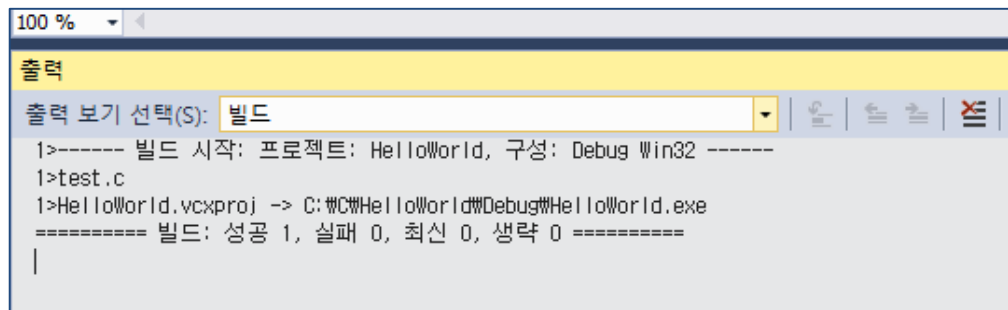 100 %
출력
출력 보기 선택(S): 빌드
1>------ 빌드 시작: 프로젝트: HelloWorld, 구성: Debug Win32 ------
1>test.c
1>HelloWorld.vcxproj -> C:₩C₩HelloWorld₩Debug₩HelloWorld.exe
========== 빌드: 성공 1, 실패 0, 최신 0, 생략 0 ==========